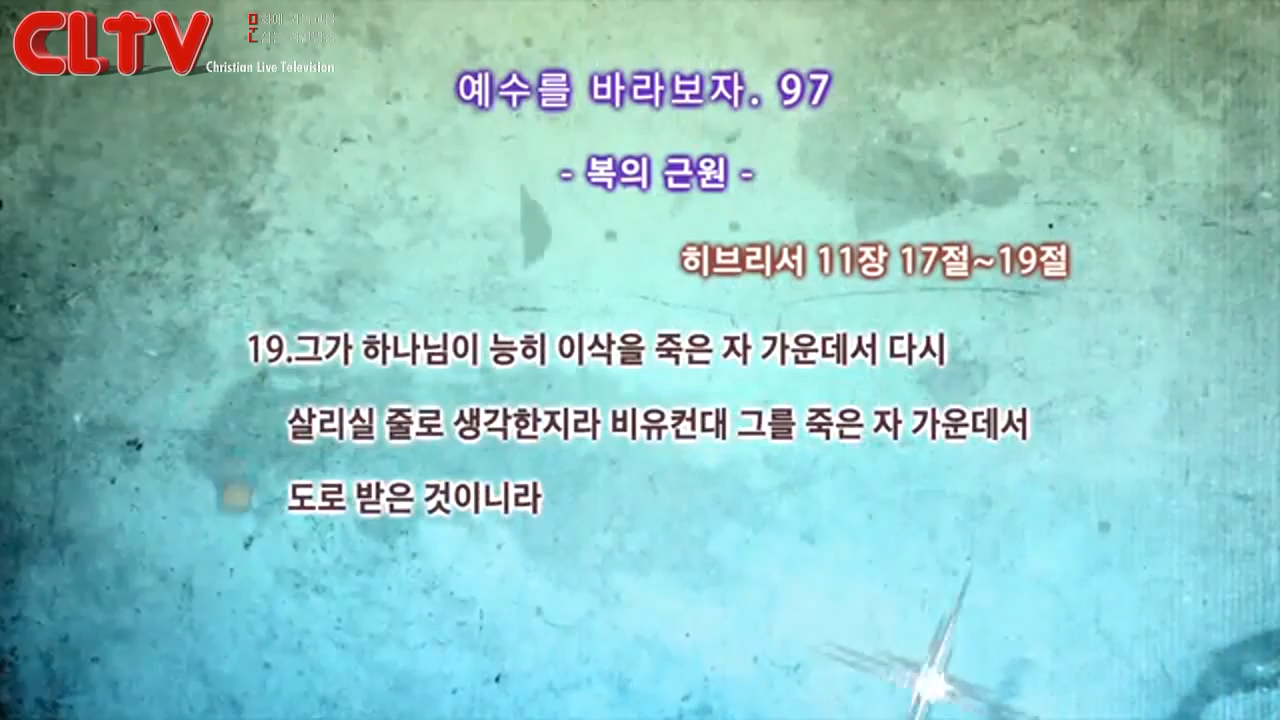 CLTV
Christian Live Television
예수를 바라보자. 97
- 복의 근원 -
히브리서 11장 17절~19절
19.그가 하나님이 능히 이삭을 죽은 자 가운데서 다시
살리실 줄로 생각한지라 비유컨대 그를 죽은 자 가운데서
도로 받은 것이니라